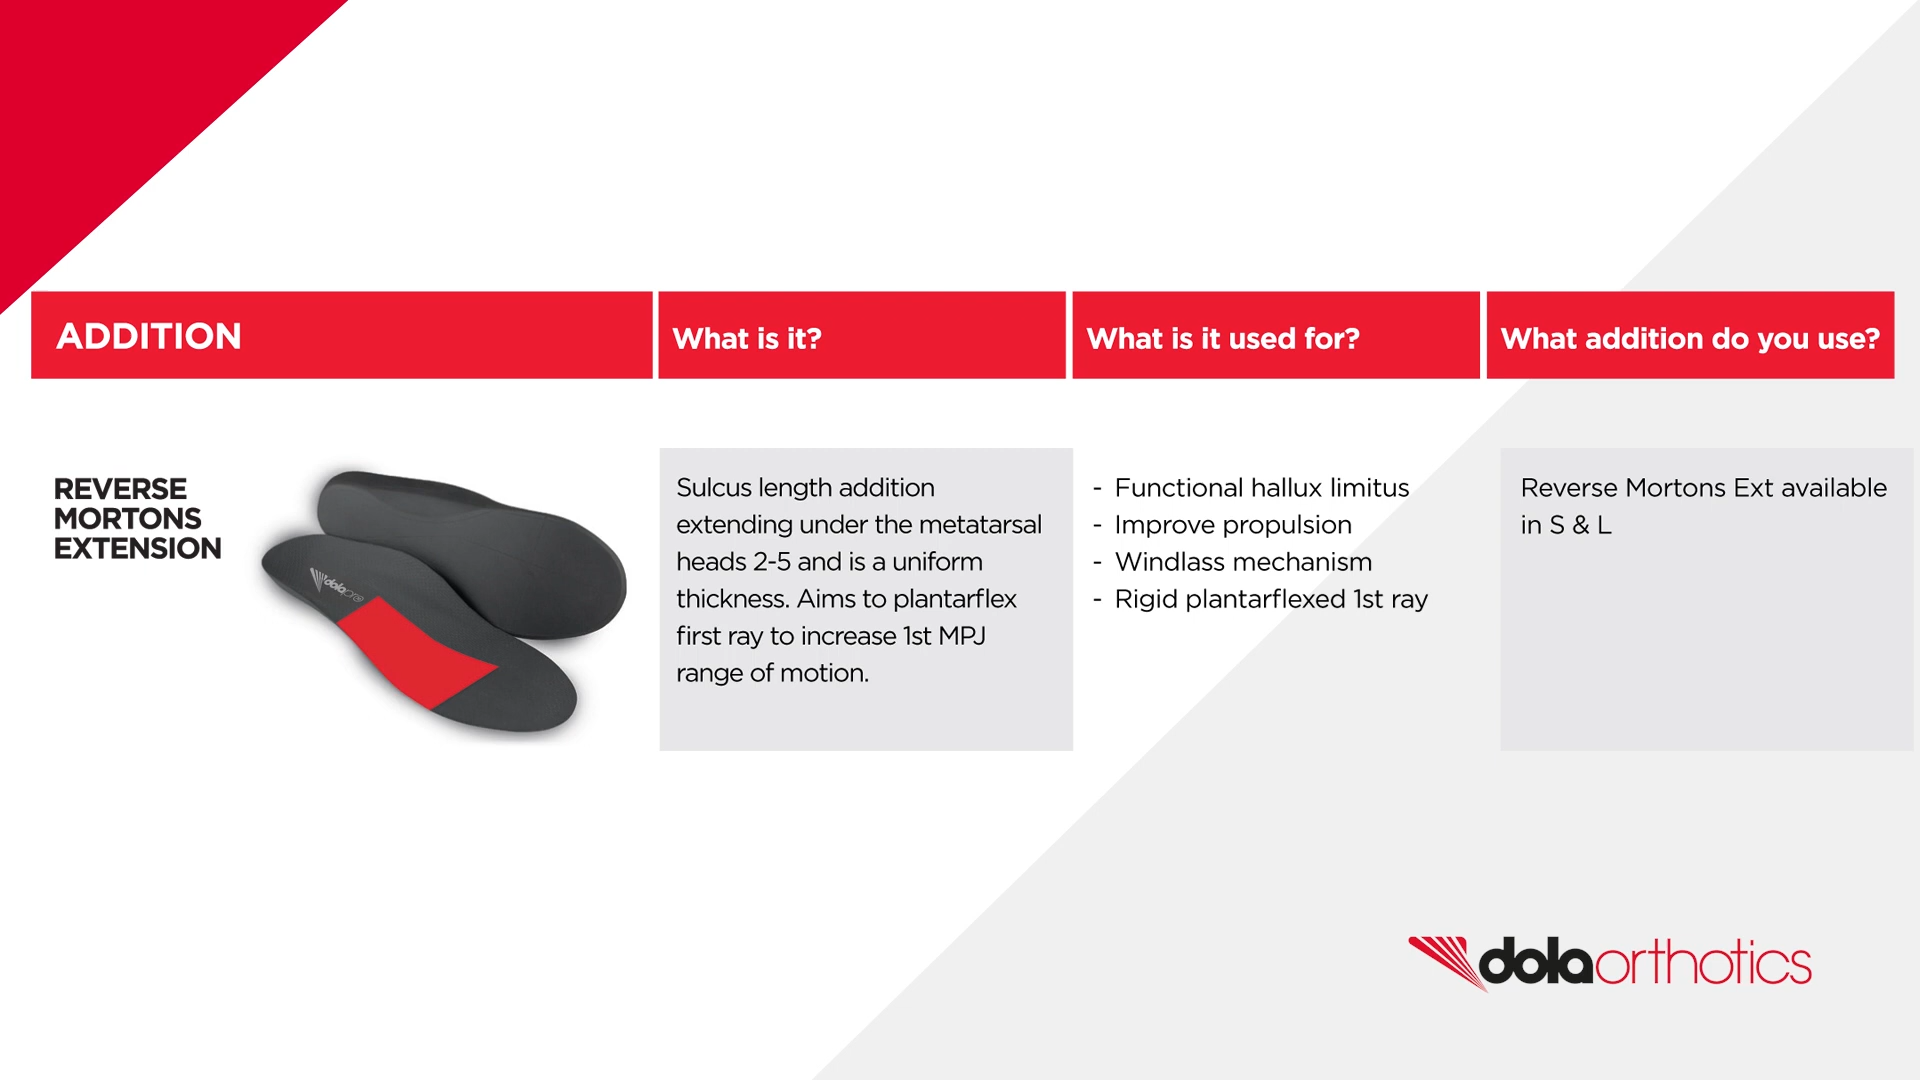 ADDITION
What is it?
What is it used for?
What addition do you use?
REVERSE
MORTONS
EXTENSION
dolapro
Sulcus length addition
extending under the metatarsal
heads 2-5 and is a uniform
thickness. Aims to plantarflex
first ray to increase 1st MPJ
range of motion.
- Functional hallux limitus
- Improve propulsion
- Windlass mechanism
- Rigid plantarflexed 1st ray
Reverse Mortons Ext available
in S & L
dolaorthotics